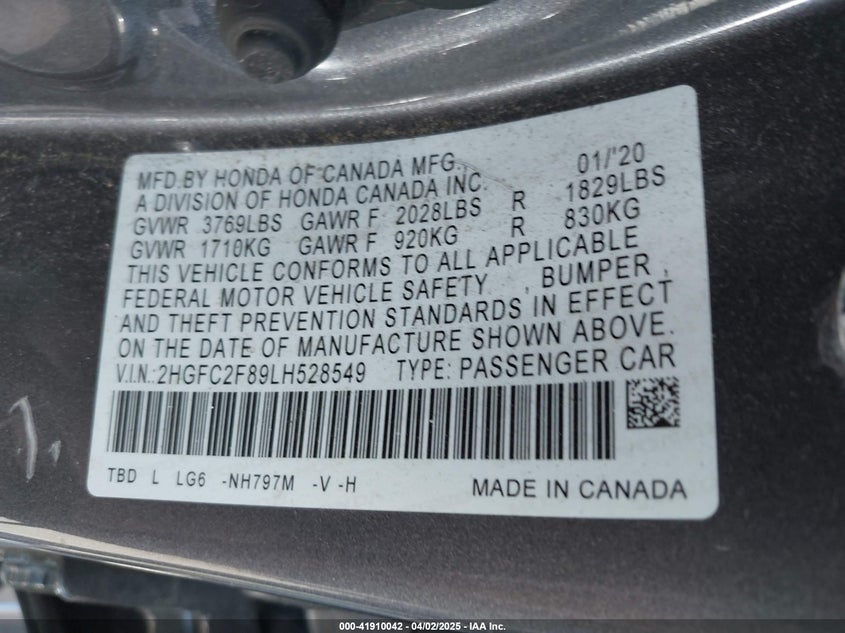 MFD.BY HONDA OF CANADA MFG. 01/'20
A DIVISION OF HONDA CANADA INC.
GVWR 3769LBS GAWR F 2028LBS R 1829LBS
GVWR 1710KG GAWR F 920KG R 830KG
THIS VEHICLE CONFORMS TO ALL APPLICABLE
FEDERAL MOTOR VEHICLE SAFETY , BUMPER ,
AND THEFT PREVENTION STANDARDS IN EFFECT
ON THE DATE OF MANUFACTURE SHOWN ABOVE.
V.I.N.:2HGFC2F89LH528549 TYPE: PASSENGER CAR
TBD L LG6 -NH797M -V -H MADE IN CANADA
000-41910042 - 04/02/2025 - IAA Inc.